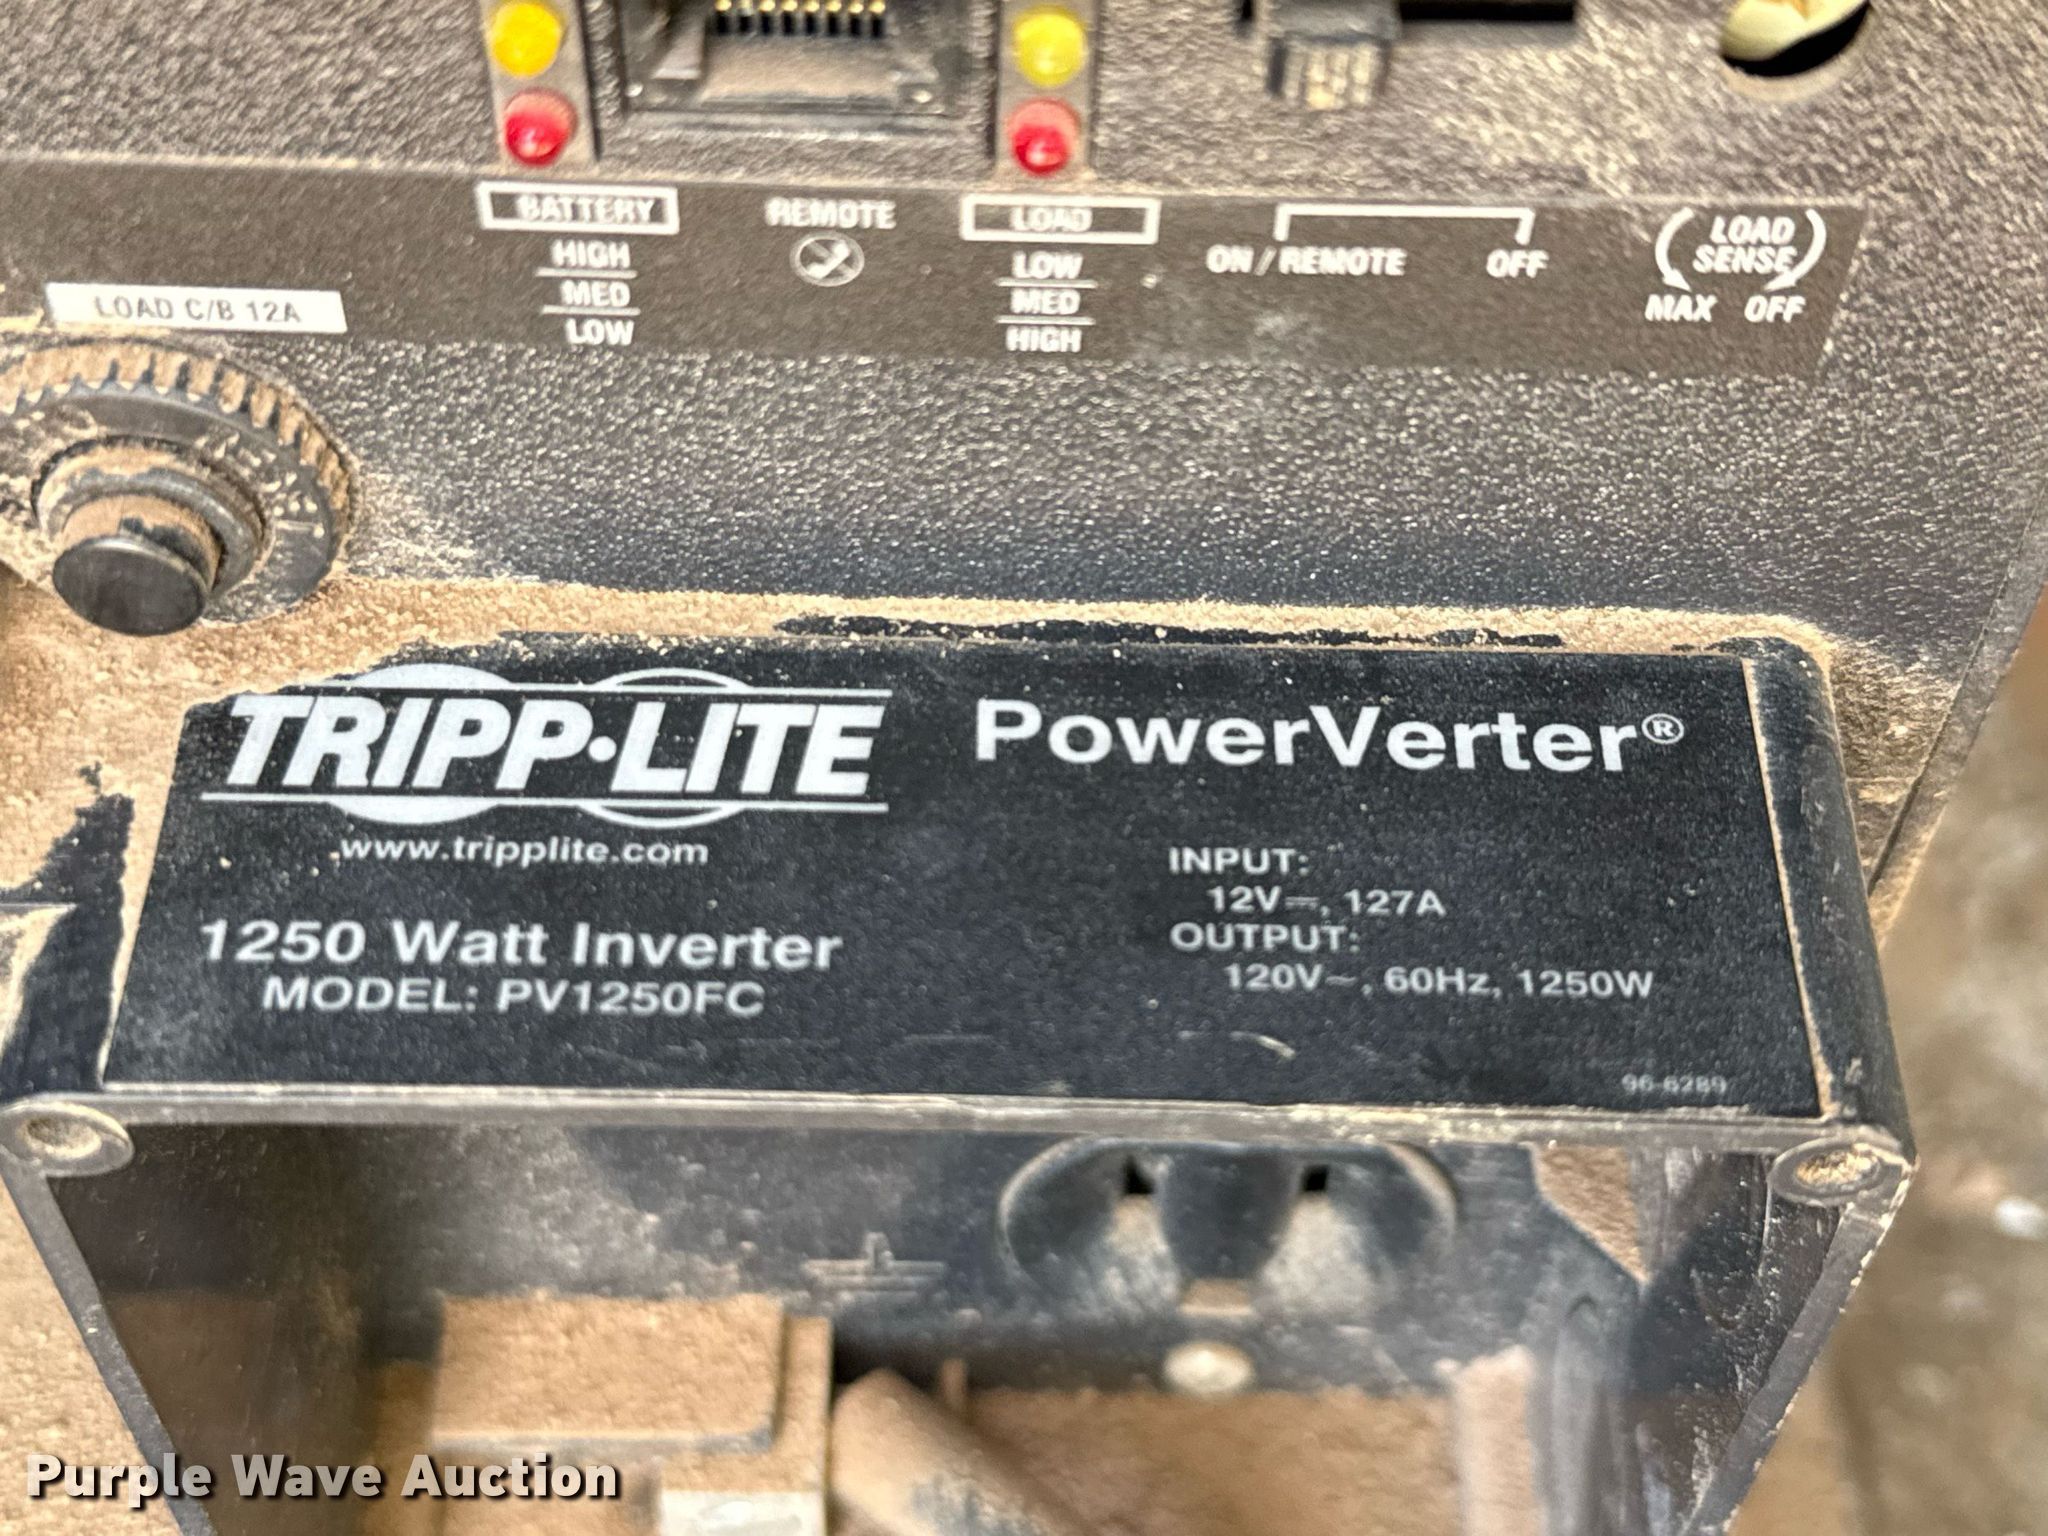 BATTERY
HIGH
MED
LOW
REMOTE
LOAD
LOW
MED
HIGH
ON / REMOTE OFF
LOAD
SENSE
MAX OFF
LOAD C/B 12A
TRIPP·LITE
www.tripplite.com
PowerVerter®
1250 Watt Inverter
MODEL: PV1250FC
INPUT:
12V⎓, 127A
OUTPUT:
120V~, 60Hz, 1250W
96-6289
Purple Wave Auction